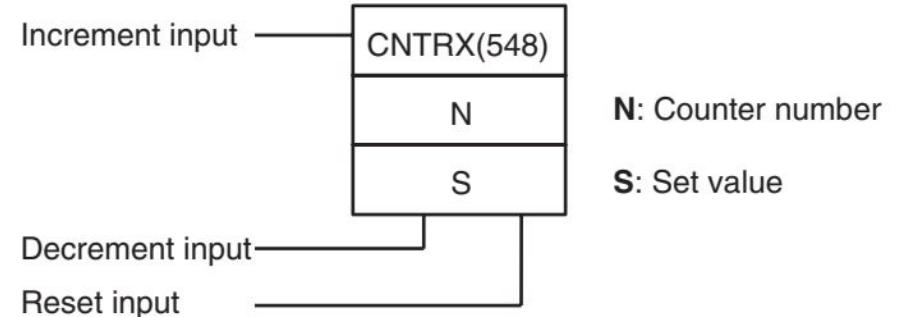 Increment input
CNTRX(548)
N
N: Counter number
S
S: Set value
Decrement input
Reset input